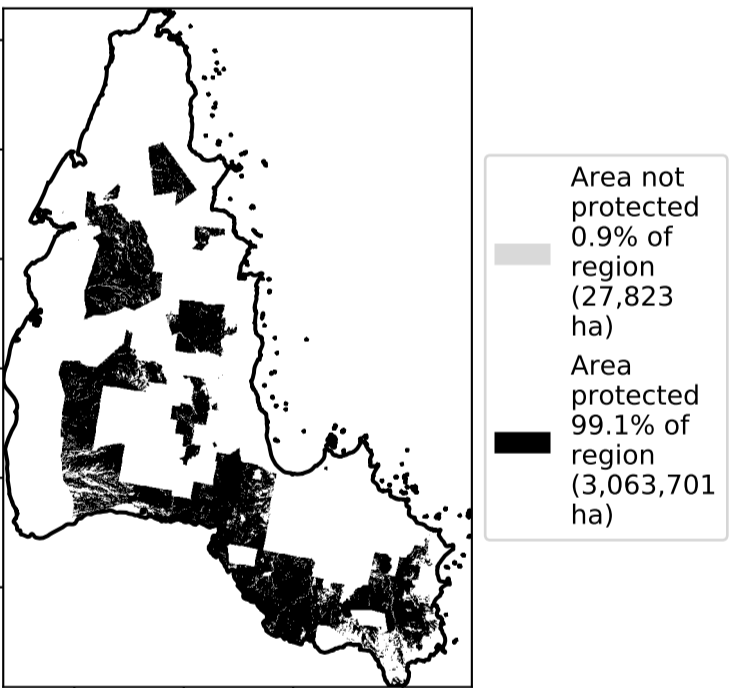 Area not
protected
0.9% of
region
(27,823
ha)
Area
protected
99.1% of
region
(3,063,701
ha)